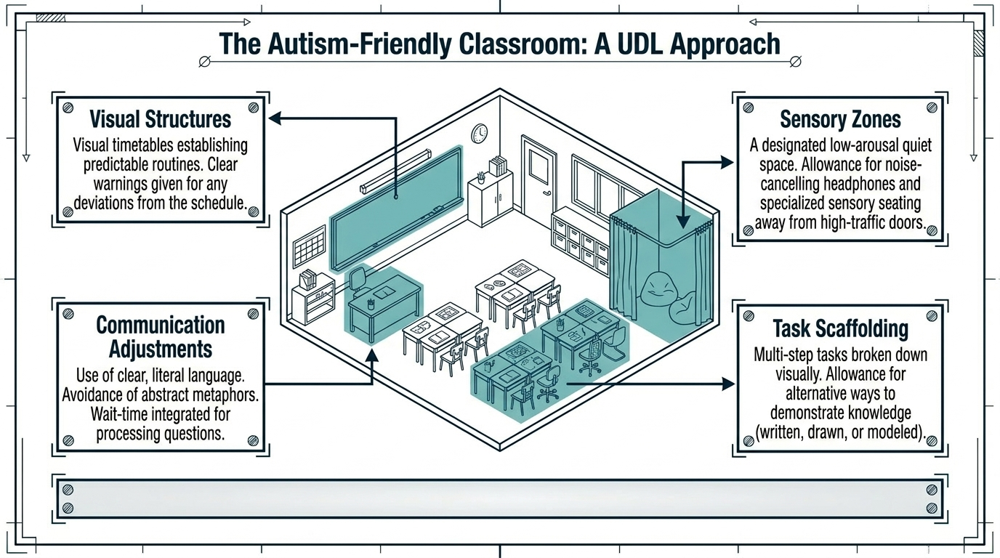 The Autism-Friendly Classroom: A UDL Approach
Visual Structures
Visual timetables establishing
predictable routines. Clear
warnings given for any
deviations from the schedule.
Sensory Zones
A designated low-arousal quiet
space. Allowance for noise-
cancelling headphones and
specialized sensory seating
away from high-traffic doors.
Communication
Adjustments
Use of clear, literal language.
Avoidance of abstract metaphors.
Wait-time integrated for
processing questions.
Task Scaffolding
Multi-step tasks broken down
visually. Allowance for
alternative ways to
demonstrate knowledge
(written, drawn, or modeled).